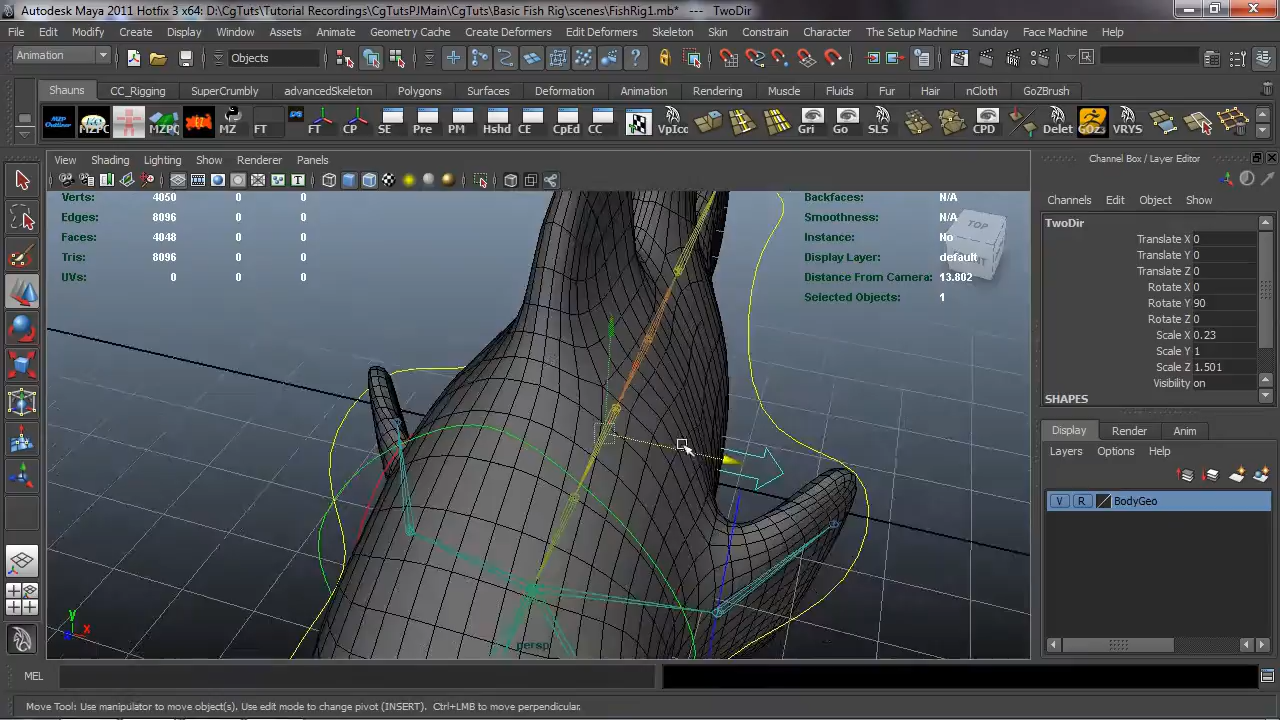 Autodesk Maya 2011 Hotfix 3 x64: D:\CgTuts\Tutorial Recordings\CgTutsPJMain\CgTuts\Basic Fish Rig\scenes\FishRig1.mb* --- TwoDir
File Edit Modify Create Display Window Assets Animate Geometry Cache Create Deformers Edit Deformers Skeleton Skin Constrain Character The Setup Machine Sunday Face Machine Help
Animation Objects
Shauns CC_Rigging SuperCrumbly advancedSkeleton Polygons Surfaces Deformation Animation Rendering Muscle Fluids Fur Hair nCloth GoZBrush
MZP MZPC MZPC MZ FT FT CP SE Pre PM Hshd CE CpEd CC VpIcc Gri Go SLS CPD Delet GOZ3 VRYS
View Shading Lighting Show Renderer Panels
Channel Box / Layer Editor
Channels Edit Object Show
Verts: 4050 0 0
Edges: 8096 0 0
Faces: 4048 0 0
Tris: 8096 0 0
UVs: 0 0 0
Backfaces: N/A
Smoothness: N/A
Instance: No
Display Layer: default
Distance From Camera: 13.802
Selected Objects: 1
TOP
TwoDir
Translate X 0
Translate Y 0
Translate Z 0
Rotate X 0
Rotate Y 90
Rotate Z 0
Scale X 0.23
Scale Y 1
Scale Z 1.501
Visibility on
SHAPES
Display Render Anim
Layers Options Help
V R BodyGeo
y
x
z
persp
MEL
Move Tool: Use manipulator to move object(s). Use edit mode to change pivot (INSERT). Ctrl+LMB to move perpendicular.